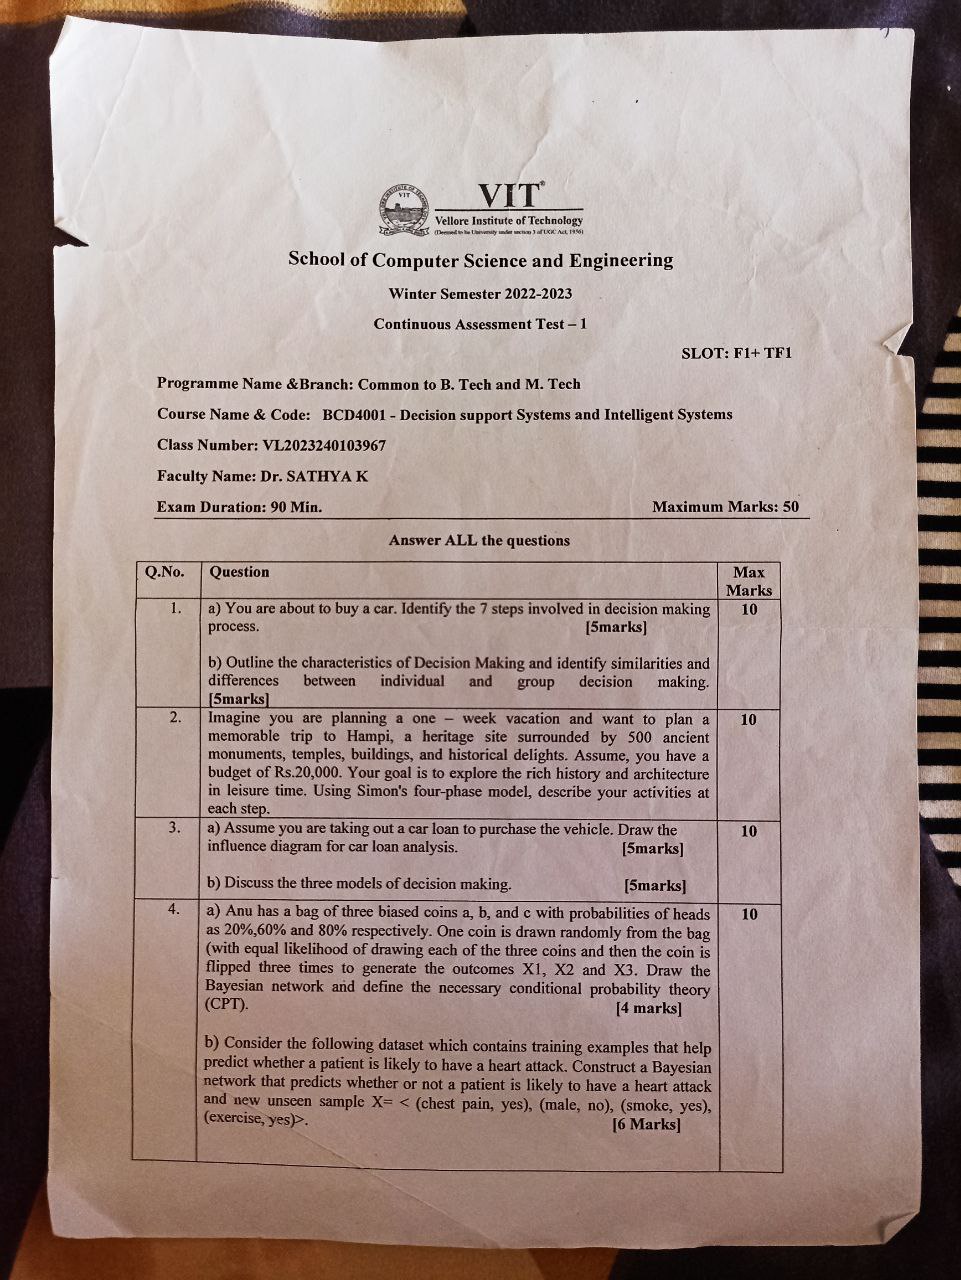 VIT
VIT®
Vellore Institute of Technology
(Deemed to be University under section 3 of UGC Act, 1956)
School of Computer Science and Engineering
Winter Semester 2022-2023
Continuous Assessment Test – 1
SLOT: F1+ TF1
Programme Name &Branch: Common to B. Tech and M. Tech
Course Name & Code: BCD4001 - Decision support Systems and Intelligent Systems
Class Number: VL2023240103967
Faculty Name: Dr. SATHYA K
Exam Duration: 90 Min. Maximum Marks: 50
Answer ALL the questions
Q.No. Question Max
Marks
1. a) You are about to buy a car. Identify the 7 steps involved in decision making 10
process. [5marks]
b) Outline the characteristics of Decision Making and identify similarities and
differences between individual and group decision making.
[5marks]
2. Imagine you are planning a one – week vacation and want to plan a 10
memorable trip to Hampi, a heritage site surrounded by 500 ancient
monuments, temples, buildings, and historical delights. Assume, you have a
budget of Rs.20,000. Your goal is to explore the rich history and architecture
in leisure time. Using Simon's four-phase model, describe your activities at
each step.
3. a) Assume you are taking out a car loan to purchase the vehicle. Draw the 10
influence diagram for car loan analysis. [5marks]
b) Discuss the three models of decision making. [5marks]
4. a) Anu has a bag of three biased coins a, b, and c with probabilities of heads 10
as 20%,60% and 80% respectively. One coin is drawn randomly from the bag
(with equal likelihood of drawing each of the three coins and then the coin is
flipped three times to generate the outcomes X1, X2 and X3. Draw the
Bayesian network and define the necessary conditional probability theory
(CPT). [4 marks]
b) Consider the following dataset which contains training examples that help
predict whether a patient is likely to have a heart attack. Construct a Bayesian
network that predicts whether or not a patient is likely to have a heart attack
and new unseen sample X= < (chest pain, yes), (male, no), (smoke, yes),
(exercise, yes)>. [6 Marks]